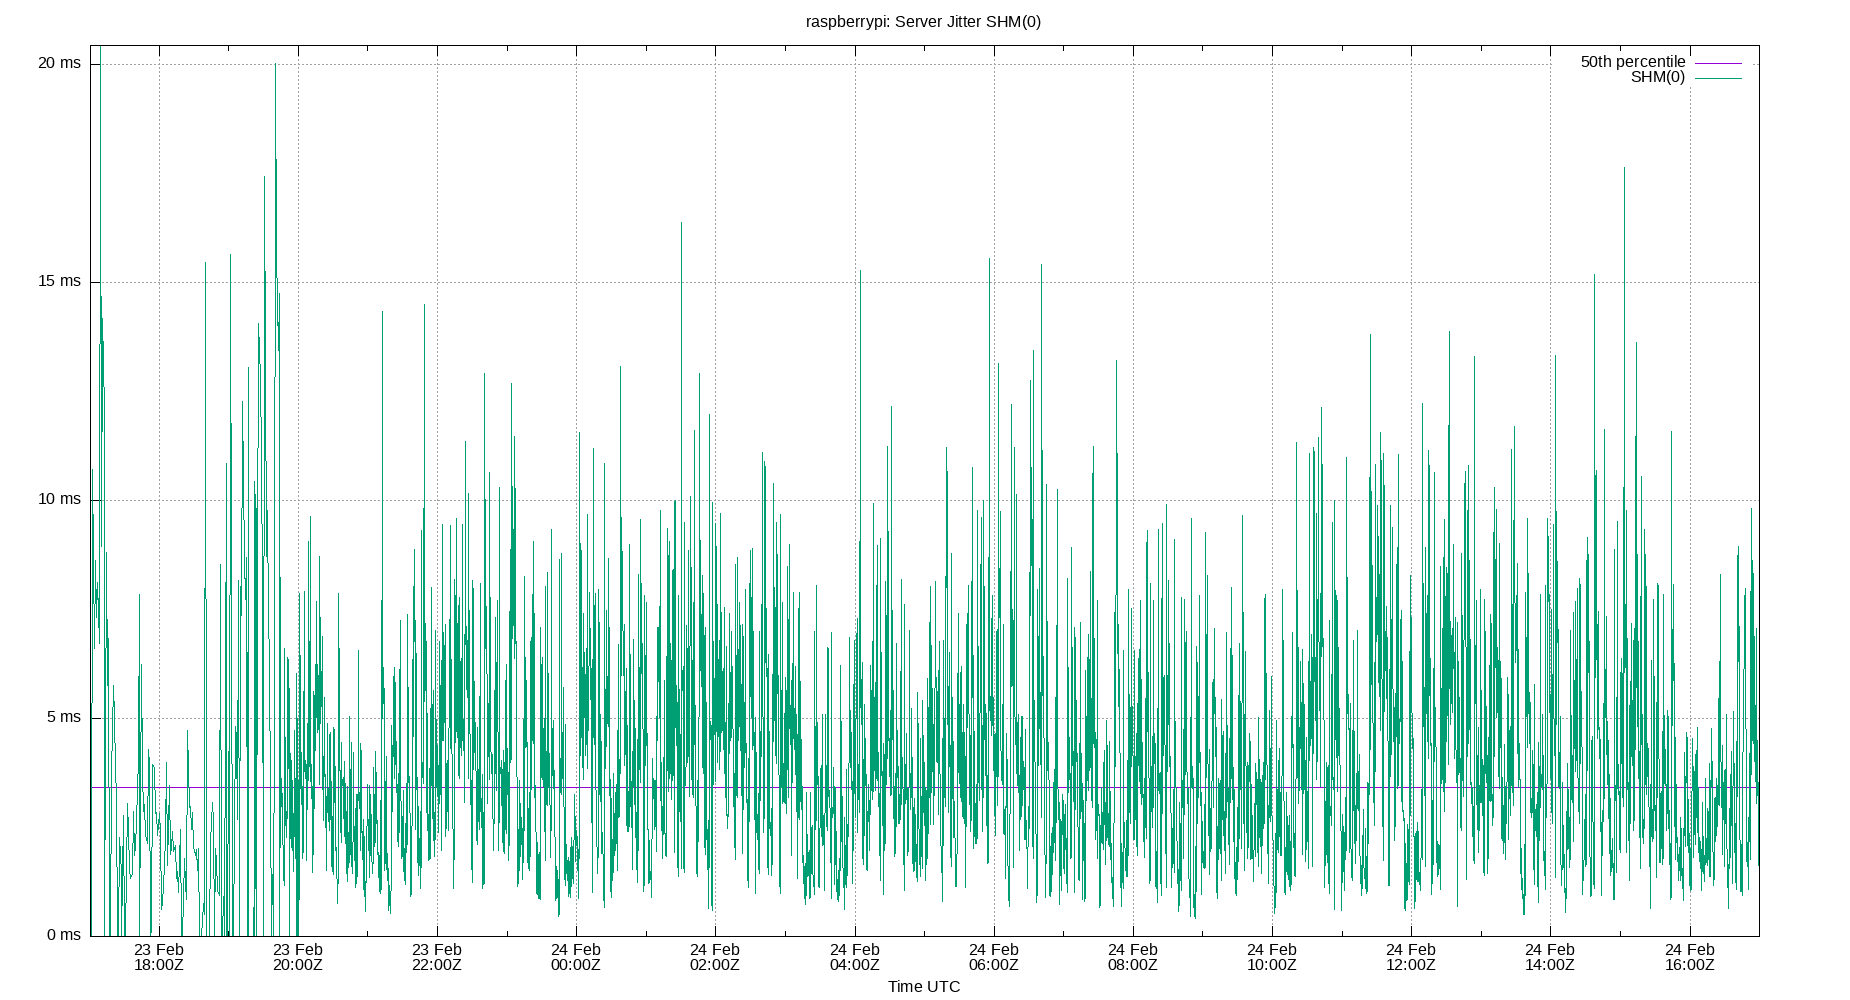 raspberrypi: Server Jitter SHM(0)
50th percentile
SHM(0)
20 ms
15 ms
10 ms
5 ms
0 ms
23 Feb 23 Feb 23 Feb 24 Feb 24 Feb 24 Feb 24 Feb 24 Feb 24 Feb 24 Feb 24 Feb 24 Feb
18:00Z 20:00Z 22:00Z 00:00Z 02:00Z 04:00Z 06:00Z 08:00Z 10:00Z 12:00Z 14:00Z 16:00Z
Time UTC